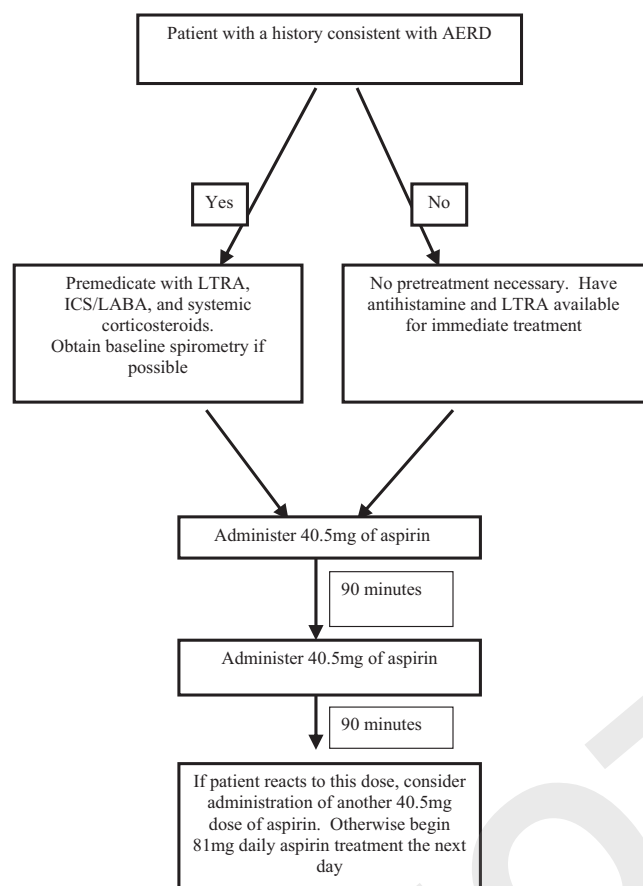 Patient with a history consistent with AERD
Yes
No
Premedicate with LTRA,
ICS/LABA, and systemic
corticosteroids.
Obtain baseline spirometry if
possible
No pretreatment necessary. Have
antihistamine and LTRA available
for immediate treatment
Administer 40.5mg of aspirin
90 minutes
Administer 40.5mg of aspirin
90 minutes
If patient reacts to this dose, consider
administration of another 40.5mg
dose of aspirin. Otherwise begin
81mg daily aspirin treatment the next
day